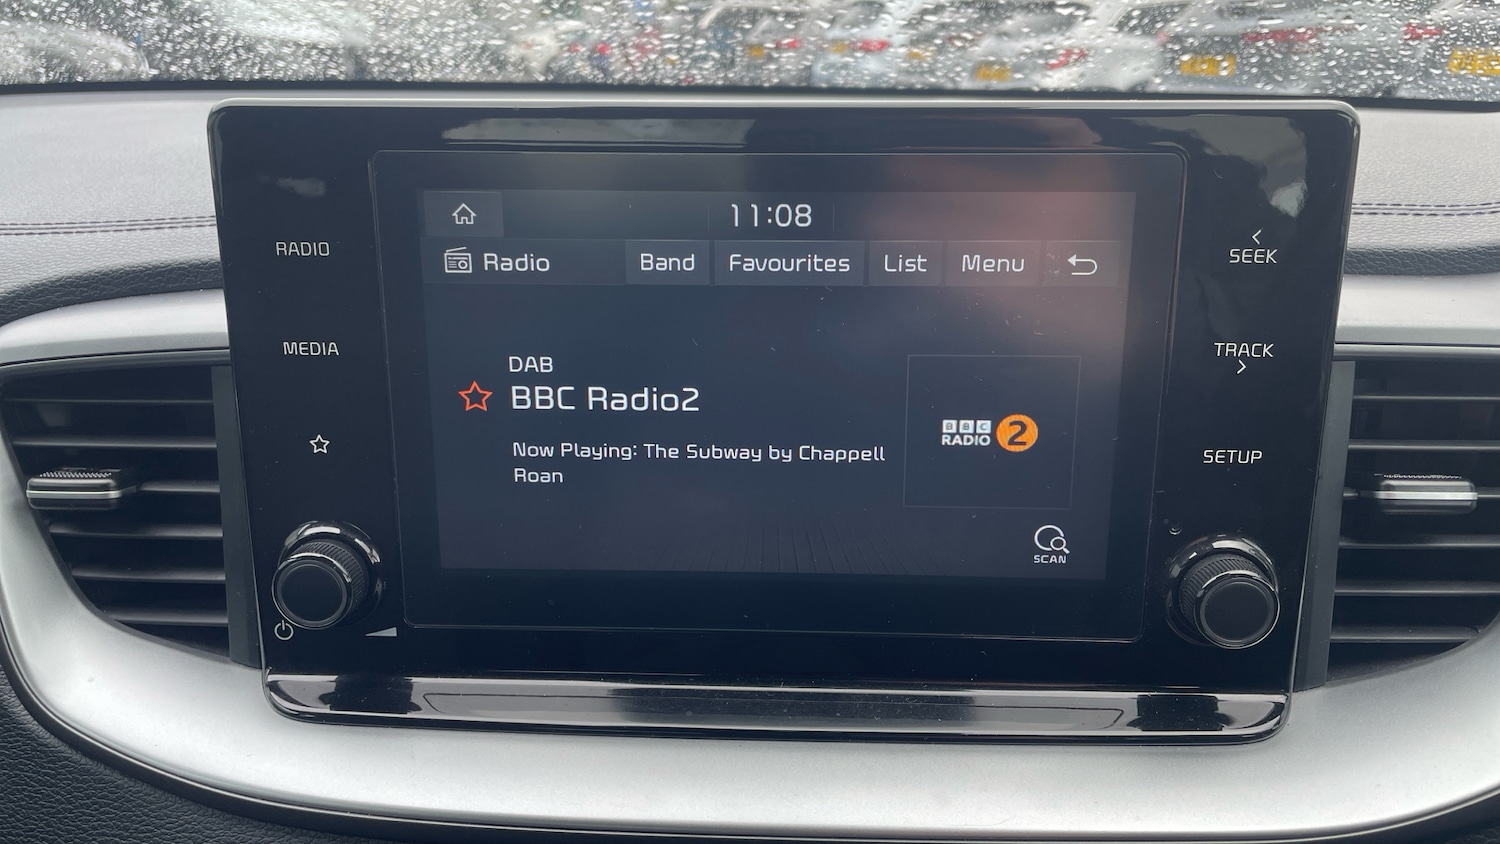 11:08
Radio
Band
Favourites
List
Menu
RADIO
MEDIA
DAB
BBC Radio2
Now Playing: The Subway by Chappell
Roan
BBC
RADIO 2
SCAN
SEEK
TRACK
SETUP